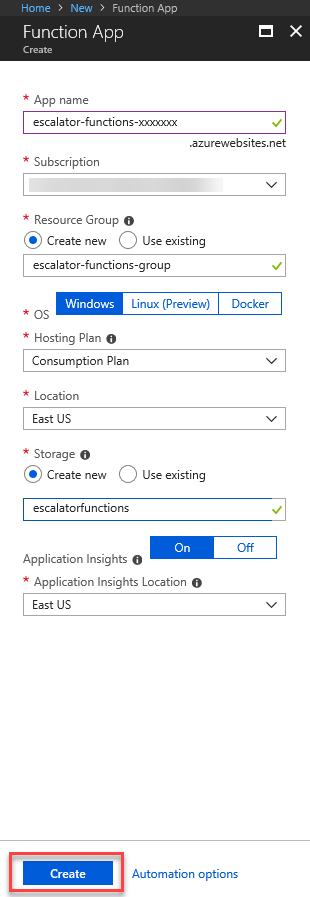 Home > New > Function App
Function App
Create
* App name
escalator-functions-xxxxxxx
.azurewebsites.net
* Subscription
* Resource Group
Create new Use existing
escalator-functions-group
* OS Windows Linux (Preview) Docker
* Hosting Plan
Consumption Plan
* Location
East US
* Storage
Create new Use existing
escalatorfunctions
Application Insights On Off
* Application Insights Location
East US
Create Automation options